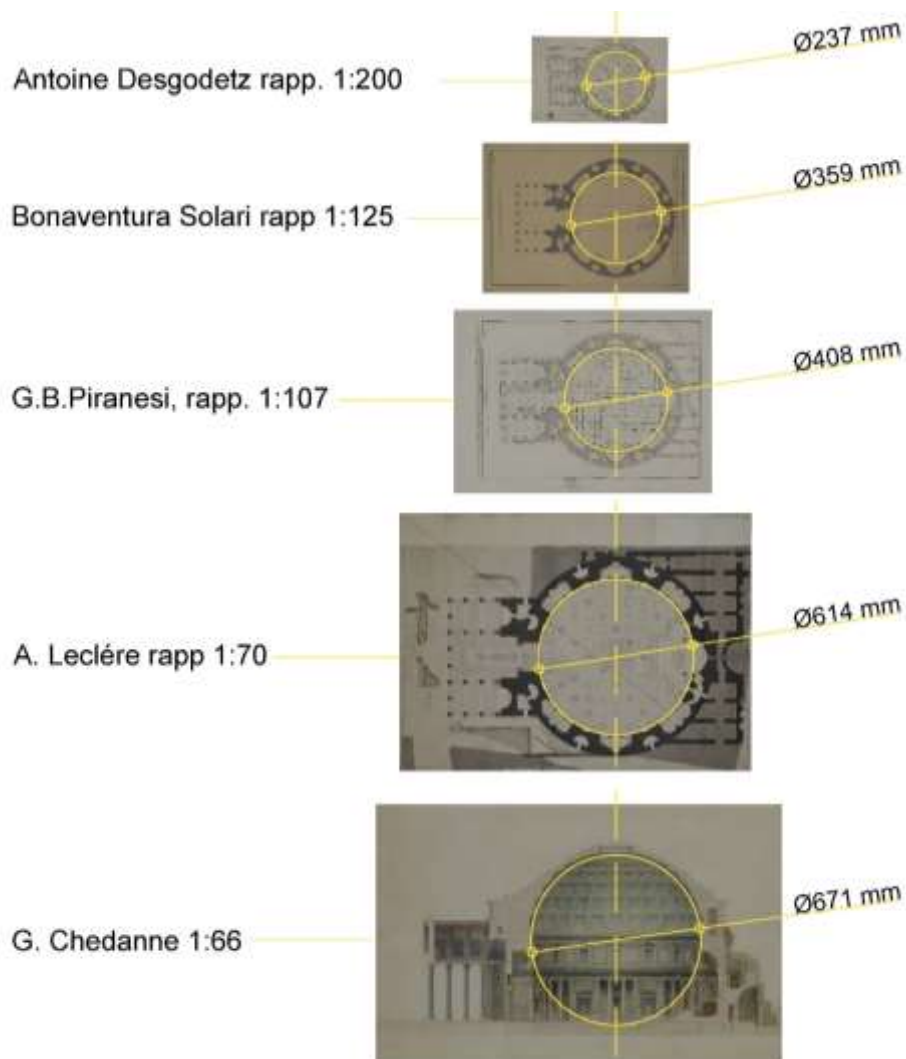 Antoine Desgodetz rapp. 1:200
Ø237 mm
Bonaventura Solari rapp 1:125
Ø359 mm
G.B.Piranesi, rapp. 1:107
Ø408 mm
A. Leclére rapp 1:70
Ø614 mm
G. Chedanne 1:66
Ø671 mm